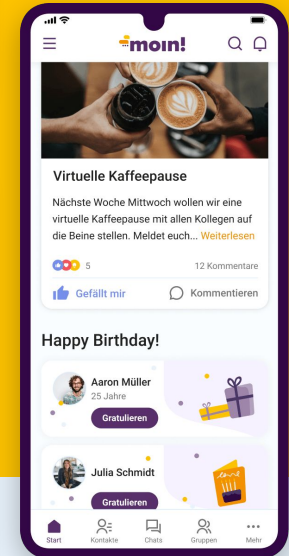 moın!
Virtuelle Kaffeepause
Nächste Woche Mittwoch wollen wir eine
virtuelle Kaffeepause mit allen Kollegen auf
die Beine stellen. Meldet euch... Weiterlesen
5 12 Kommentare
Gefällt mir Kommentieren
Happy Birthday!
Aaron Müller
25 Jahre
Gratulieren
Julia Schmidt
Gratulieren
Start Kontakte Chats Gruppen Mehr